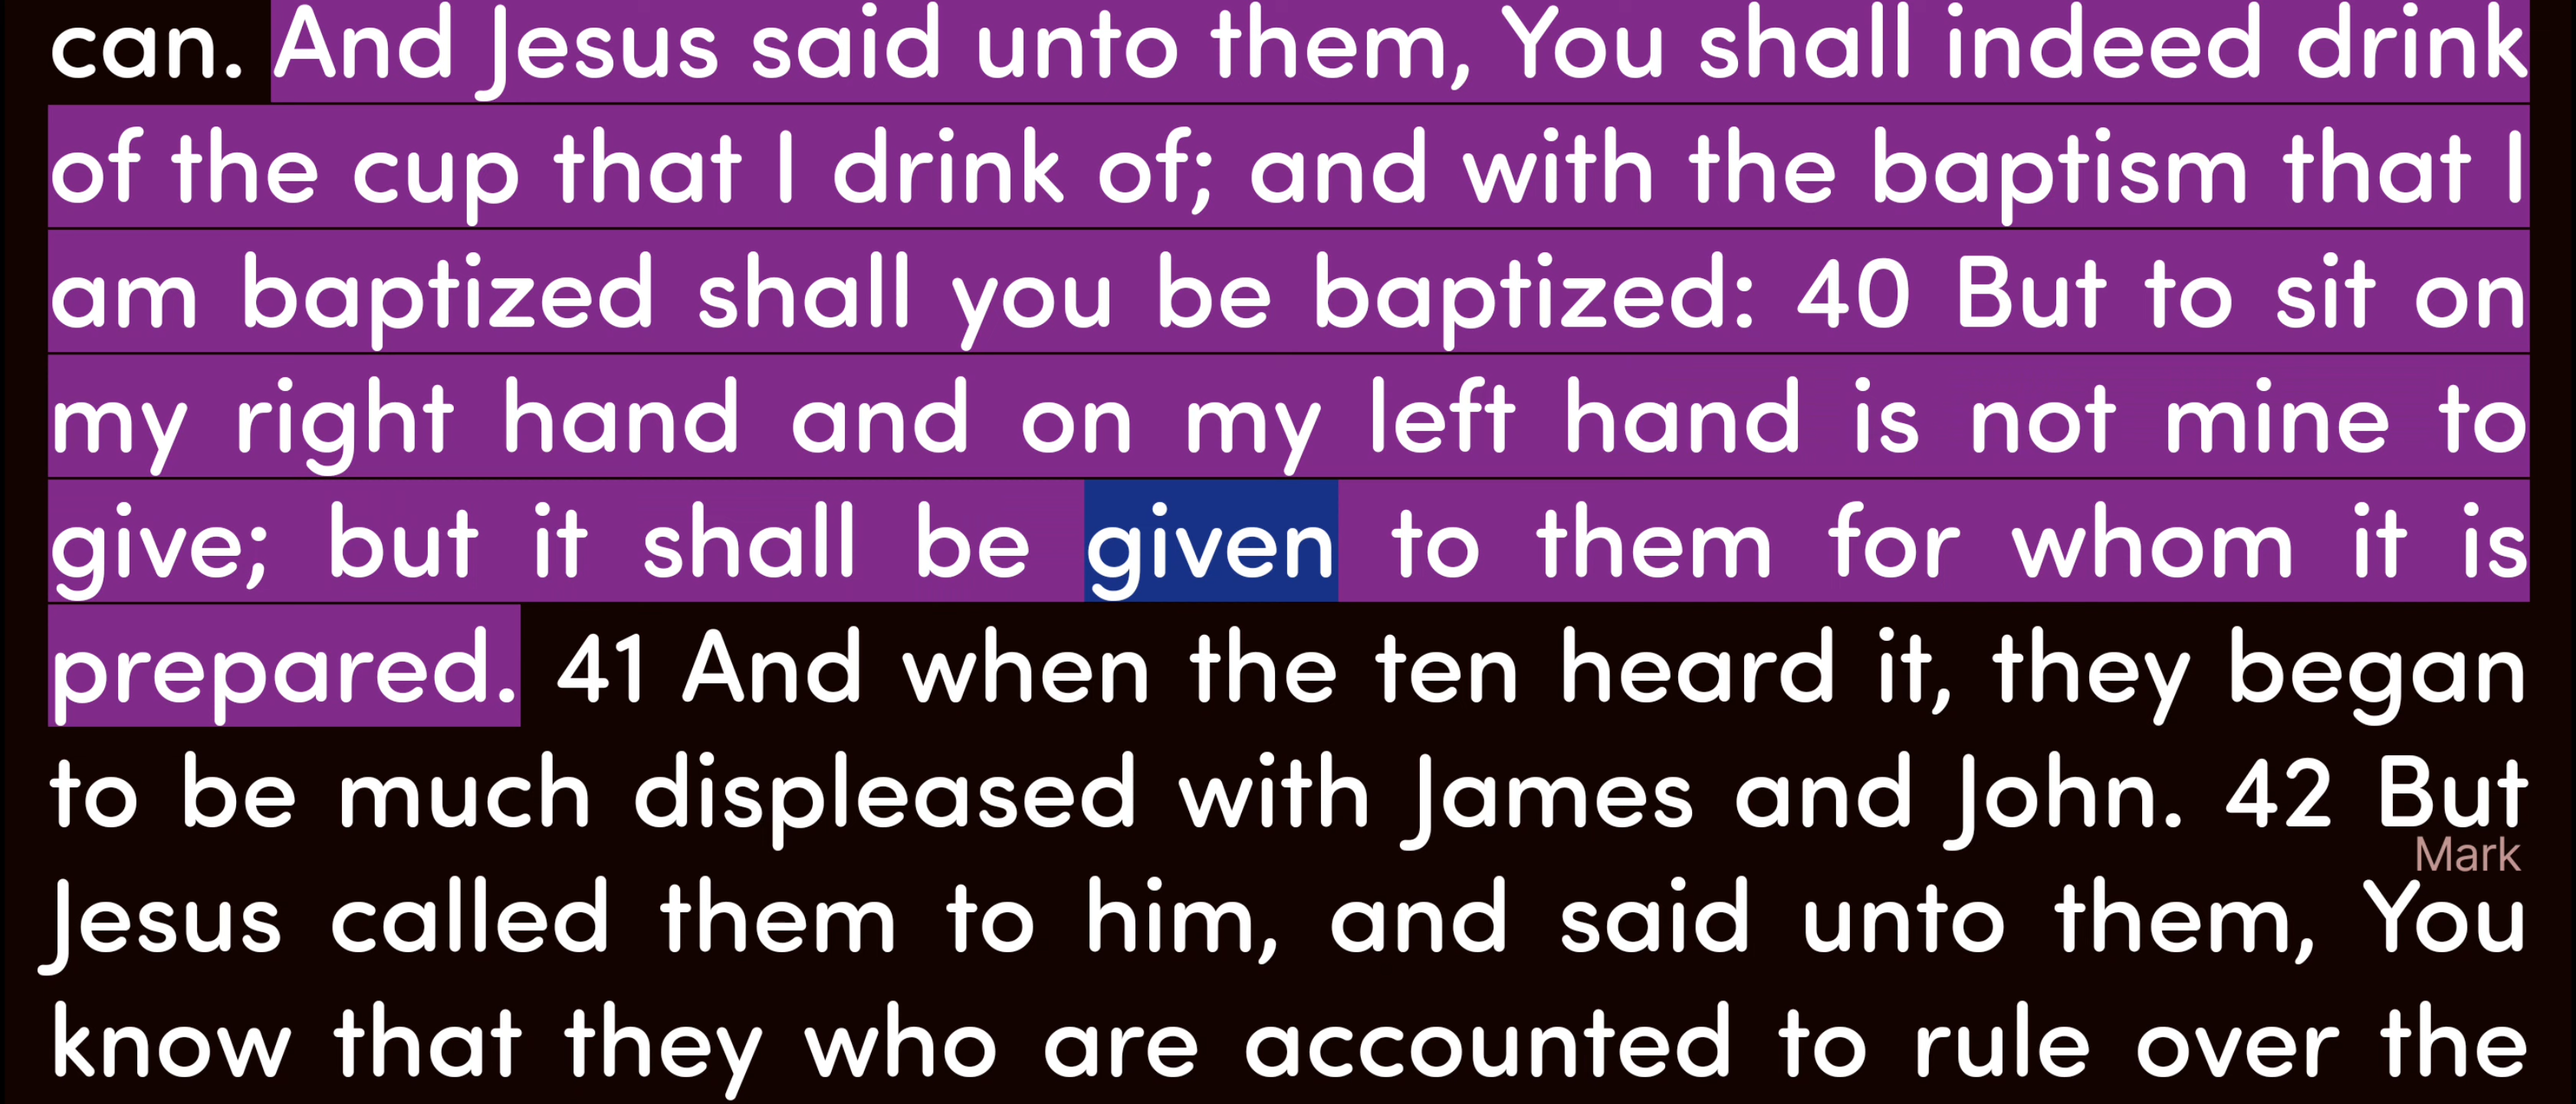 can. And Jesus said unto them, You shall indeed drink
of the cup that I drink of; and with the baptism that I
am baptized shall you be baptized: 40 But to sit on
my right hand and on my left hand is not mine to
give; but it shall be given to them for whom it is
prepared. 41 And when the ten heard it, they began
to be much displeased with James and John. 42 But
Mark
Jesus called them to him, and said unto them, You
know that they who are accounted to rule over the